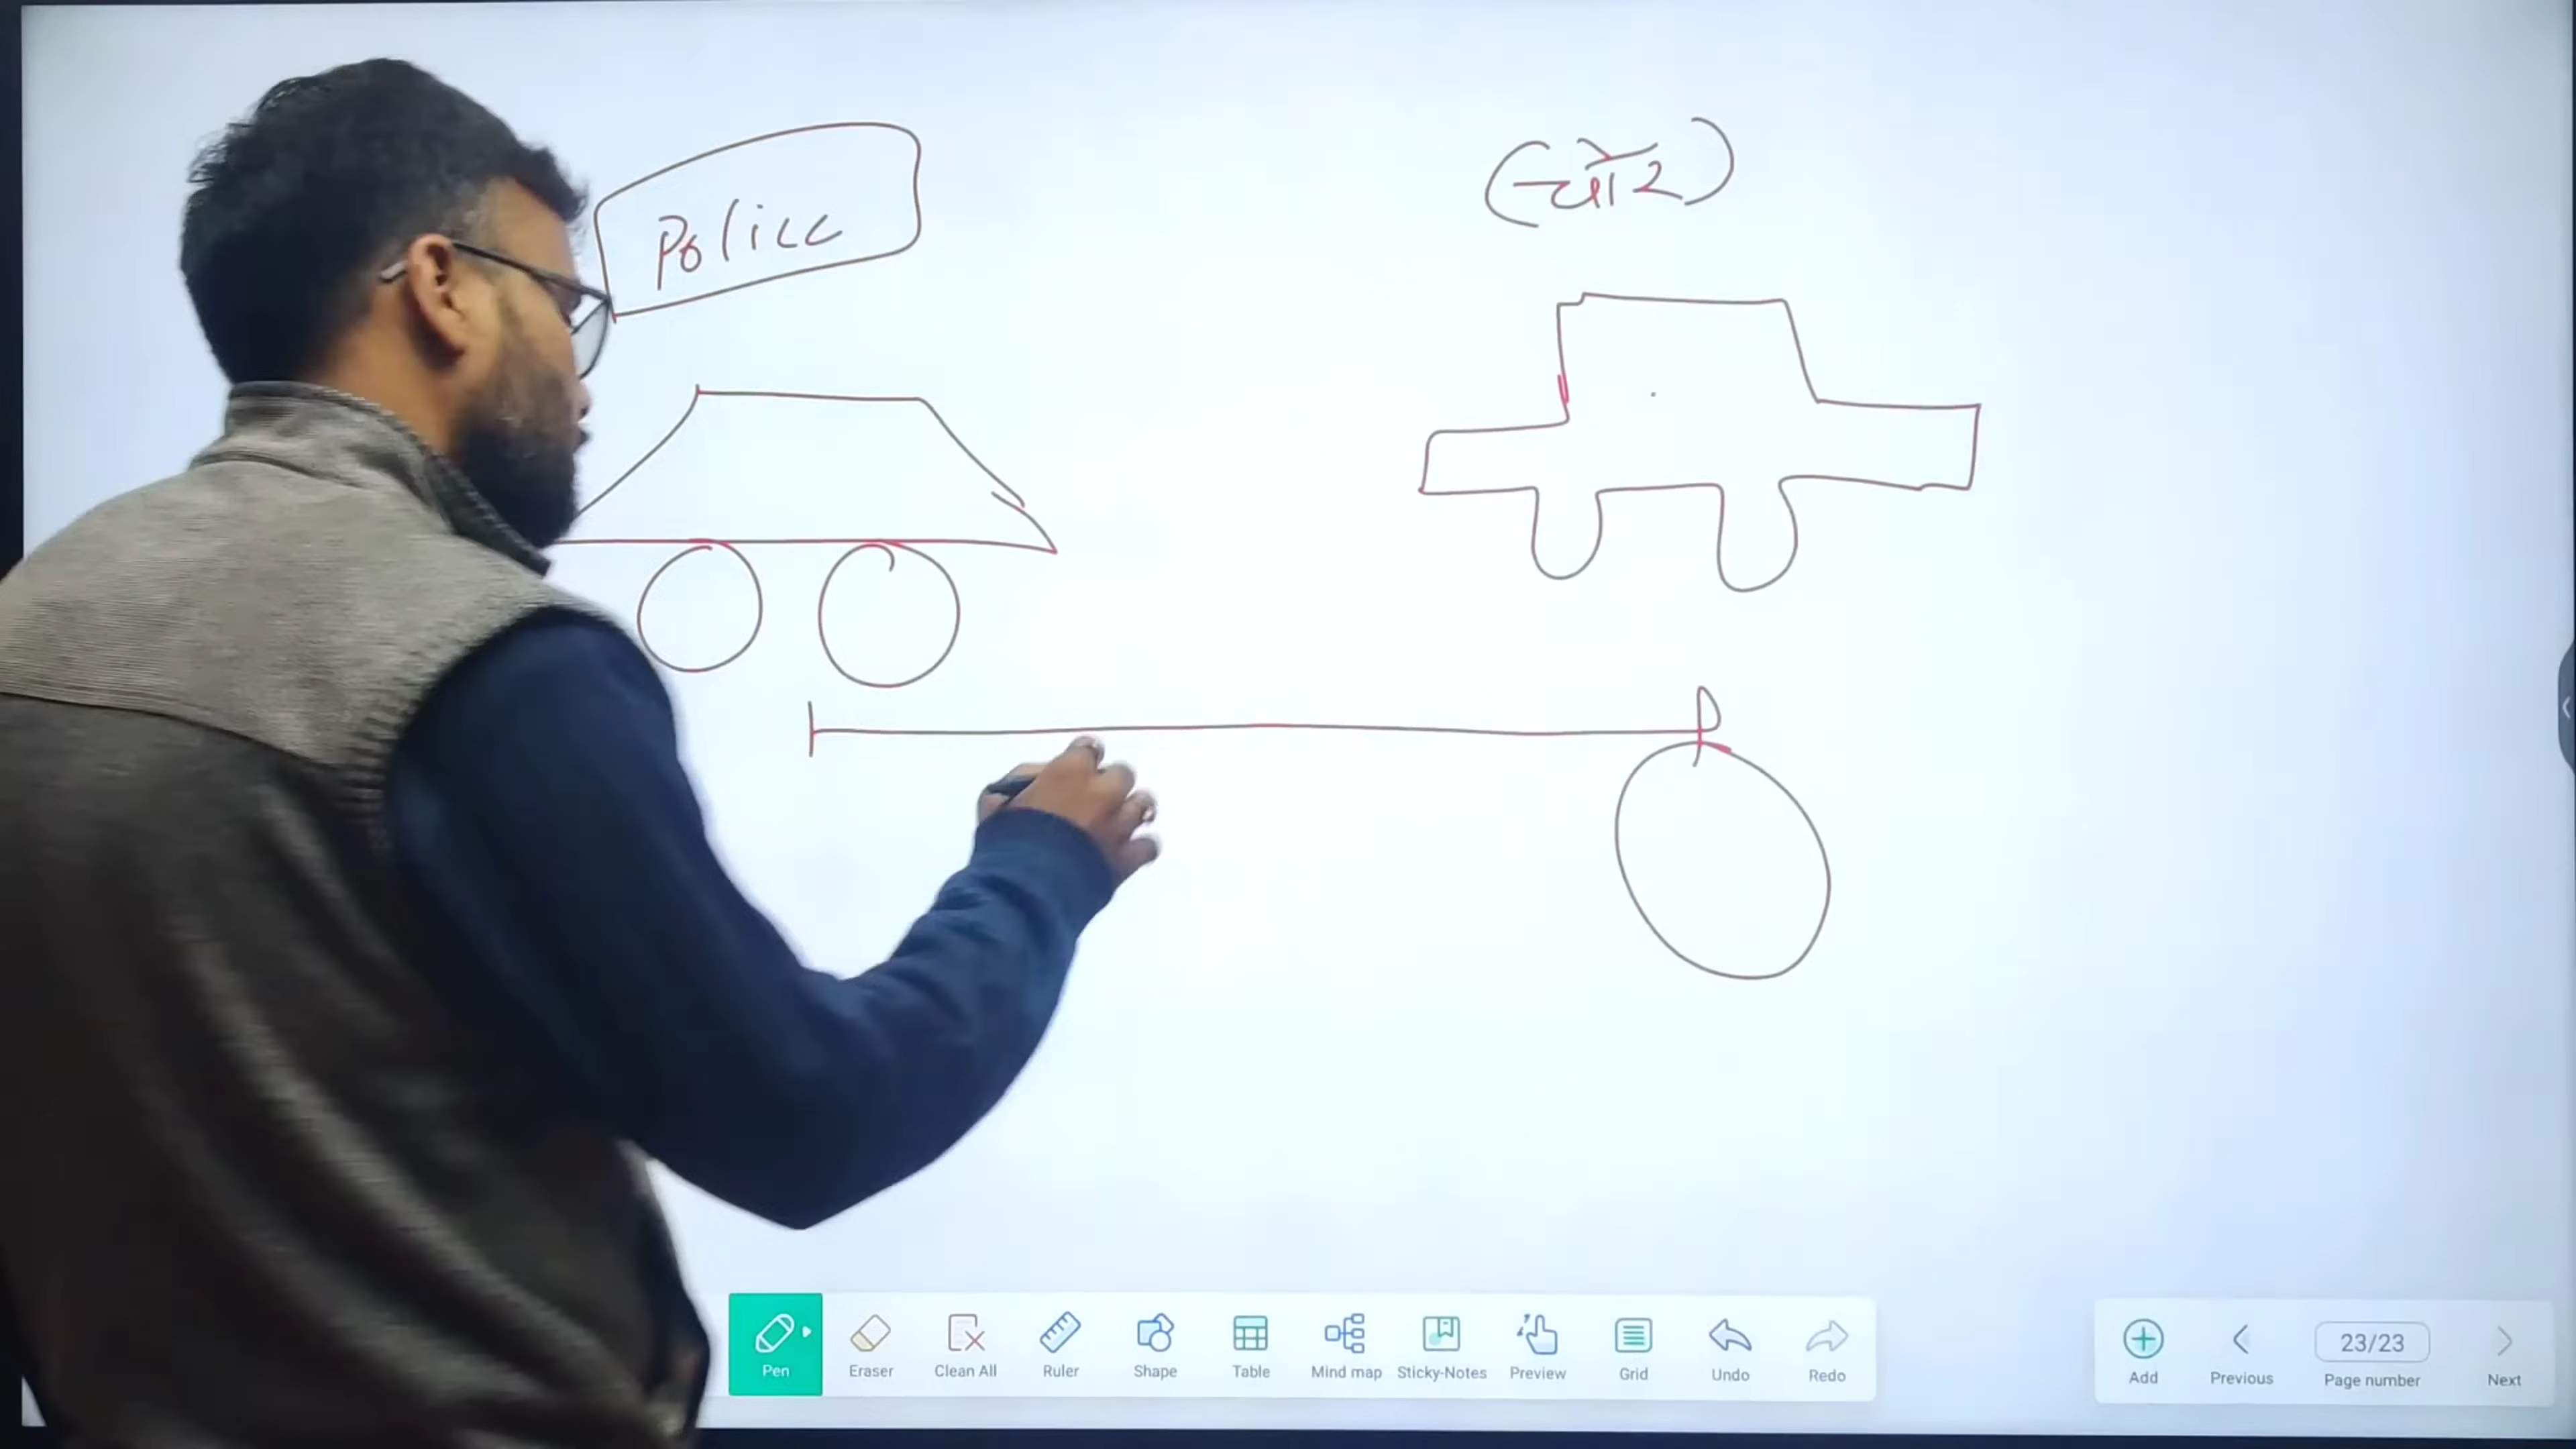 Police
(चोर)
Pen
Eraser
Clean All
Ruler
Shape
Table
Mind map
Sticky-Notes
Preview
Grid
Undo
Redo
Add
Previous
23/23
Page number
Next